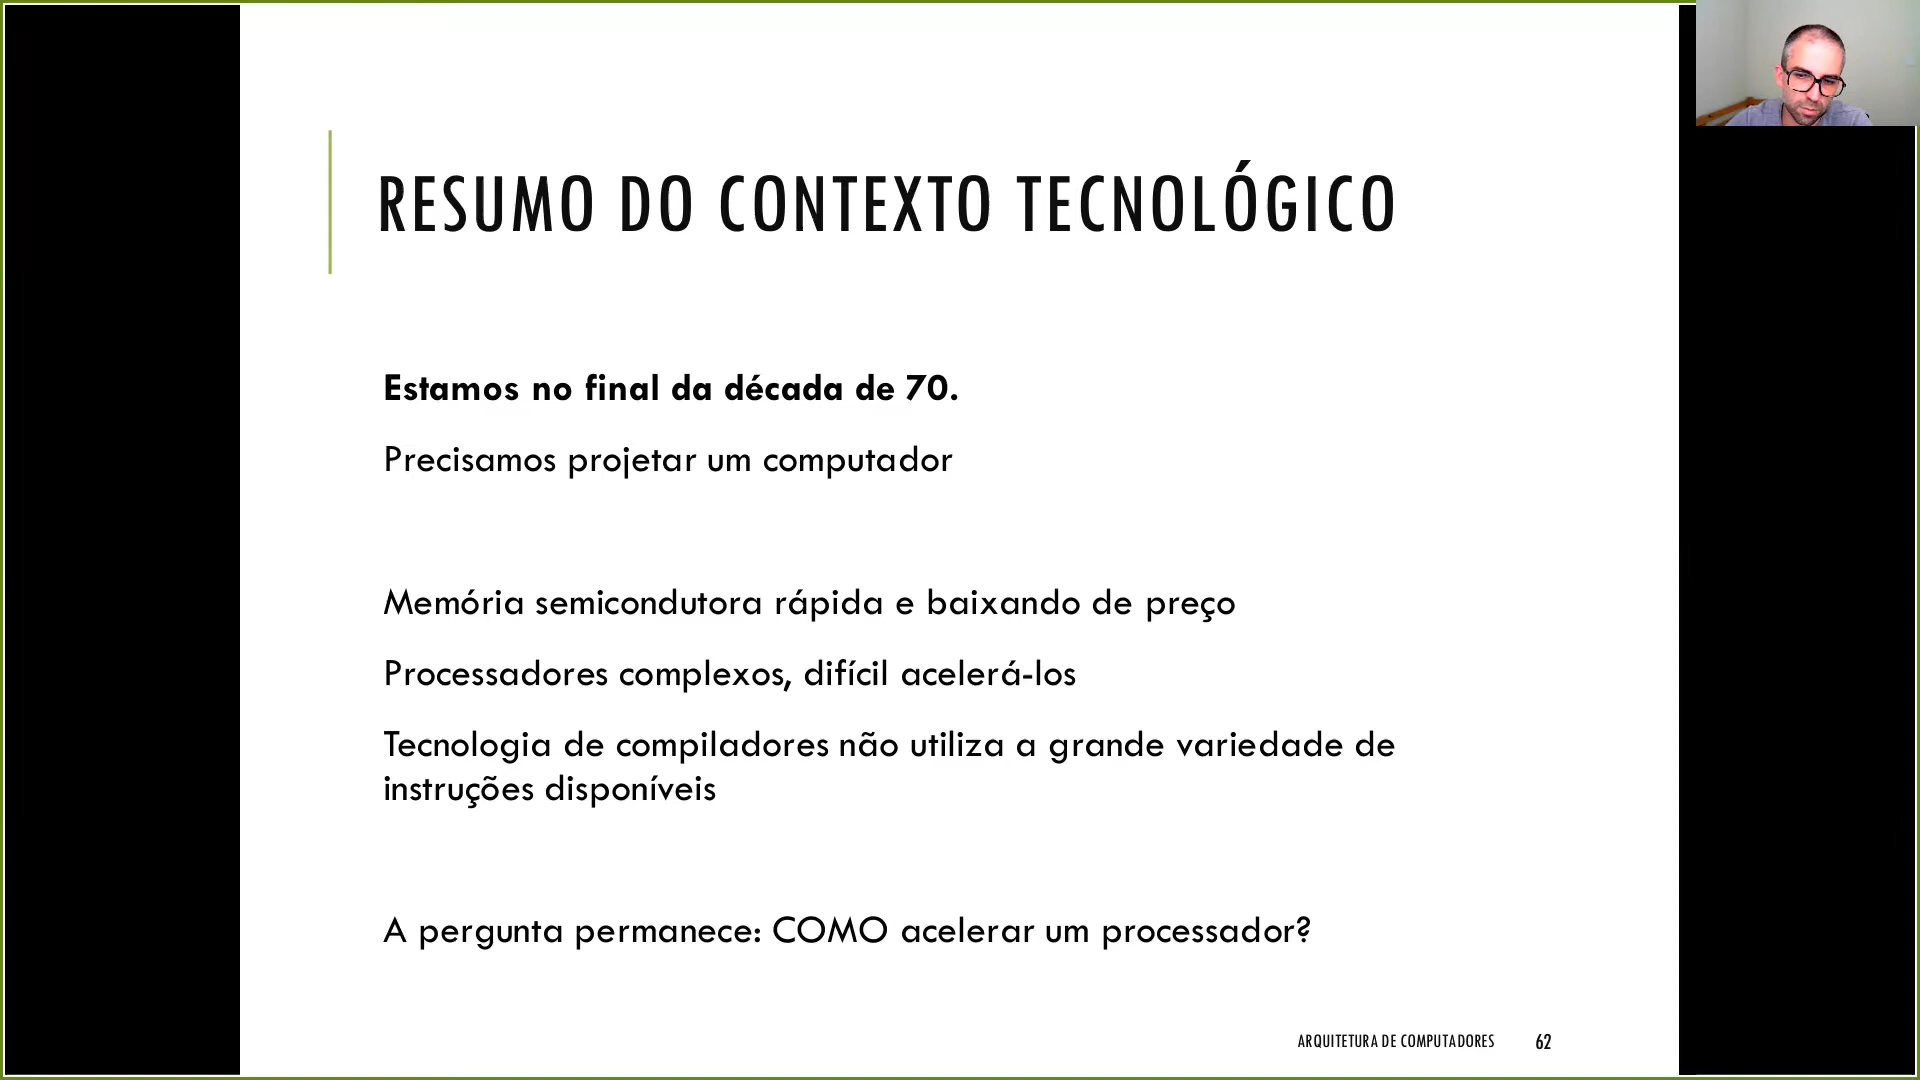 RESUMO DO CONTEXTO TECNOLÓGICO
Estamos no final da década de 70.
Precisamos projetar um computador
Memória semicondutora rápida e baixando de preço
Processadores complexos, difícil acelerá-los
Tecnologia de compiladores não utiliza a grande variedade de
instruções disponíveis
A pergunta permanece: COMO acelerar um processador?
ARQUITETURA DE COMPUTADORES 62